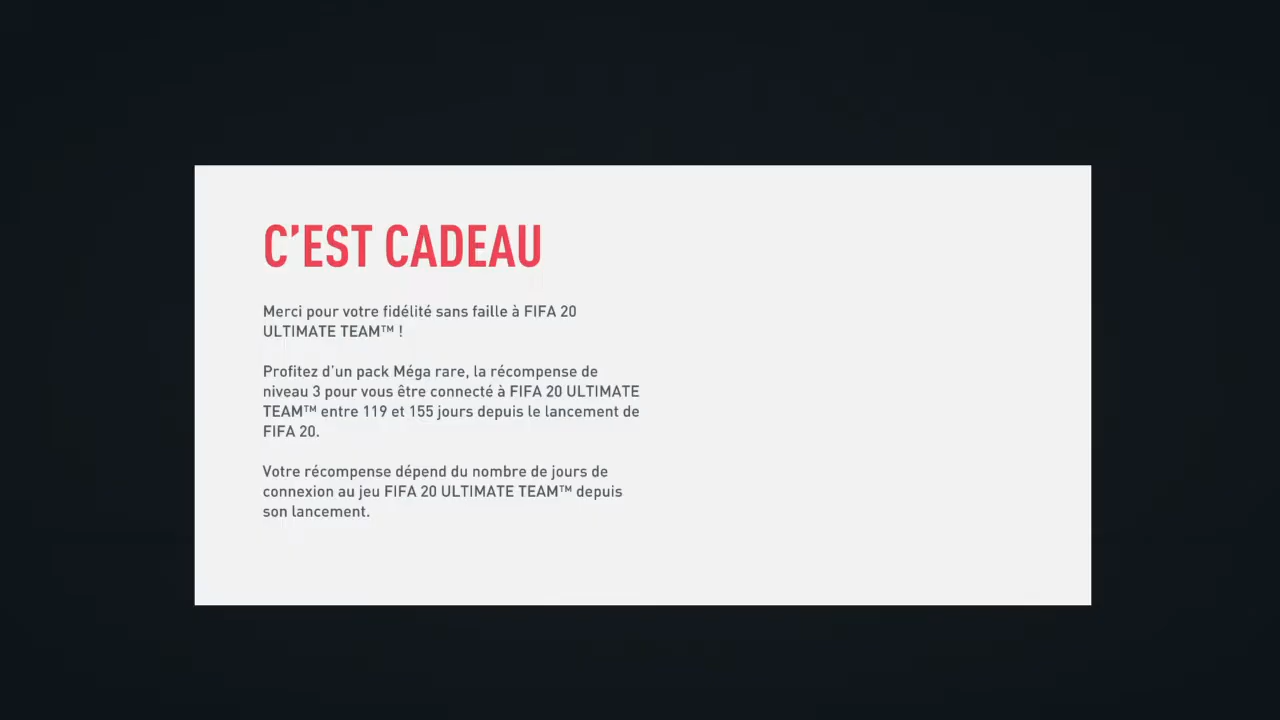 C'EST CADEAU
Merci pour votre fidélité sans faille à FIFA 20
ULTIMATE TEAM™ !
Profitez d'un pack Méga rare, la récompense de
niveau 3 pour vous être connecté à FIFA 20 ULTIMATE
TEAM™ entre 119 et 155 jours depuis le lancement de
FIFA 20.
Votre récompense dépend du nombre de jours de
connexion au jeu FIFA 20 ULTIMATE TEAM™ depuis
son lancement.